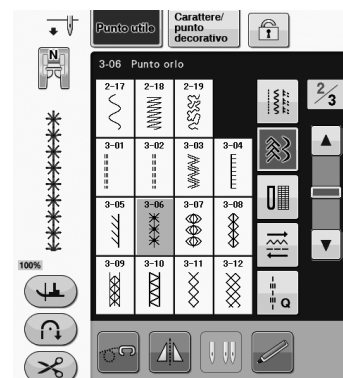 Punto utile
Carattere/
punto
decorativo
N
3-06 Punto orlo
2-17 2-18 2-19
2/3
3-01 3-02 3-03 3-04
3-05 3-06 3-07 3-08
100%
3-09 3-10 3-11 3-12
Q